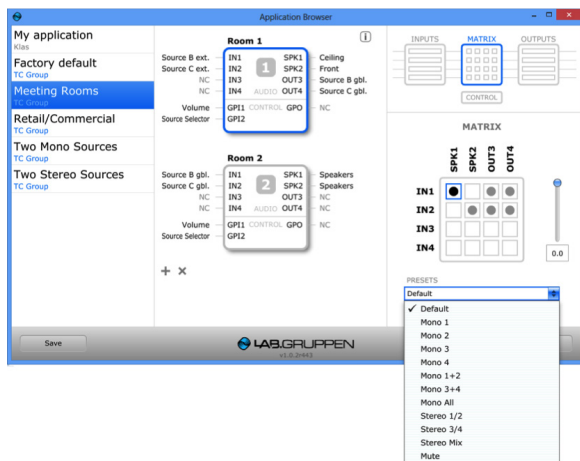 Application Browser
My application
Klas
Factory default
TC Group
Meeting Rooms
TC Group
Retail/Commercial
TC Group
Two Mono Sources
TC Group
Two Stereo Sources
TC Group
Room 1
i
Source B ext. IN1 SPK1 Ceiling
Source C ext. IN2 1 SPK2 Front
NC IN3 OUT3 Source B gbl.
NC IN4 AUDIO OUT4 Source C gbl.
Volume GPI1 CONTROL GPO NC
Source Selector GPI2
Room 2
Source B gbl. IN1 SPK1 Speakers
Source C gbl. IN2 2 SPK2 Speakers
NC IN3 OUT3 NC
NC IN4 AUDIO OUT4 NC
Volume GPI1 CONTROL GPO NC
Source Selector GPI2
INPUTS MATRIX OUTPUTS
CONTROL
MATRIX
SPK1 SPK2 OUT3 OUT4
IN1
IN2
IN3
IN4
0.0
PRESETS
Default
✓ Default
Mono 1
Mono 2
Mono 3
Mono 4
Mono 1+2
Mono 3+4
Mono All
Stereo 1/2
Stereo 3/4
Stereo Mix
Mute
Save
LAB.GRUPPEN
v1.0.2r443